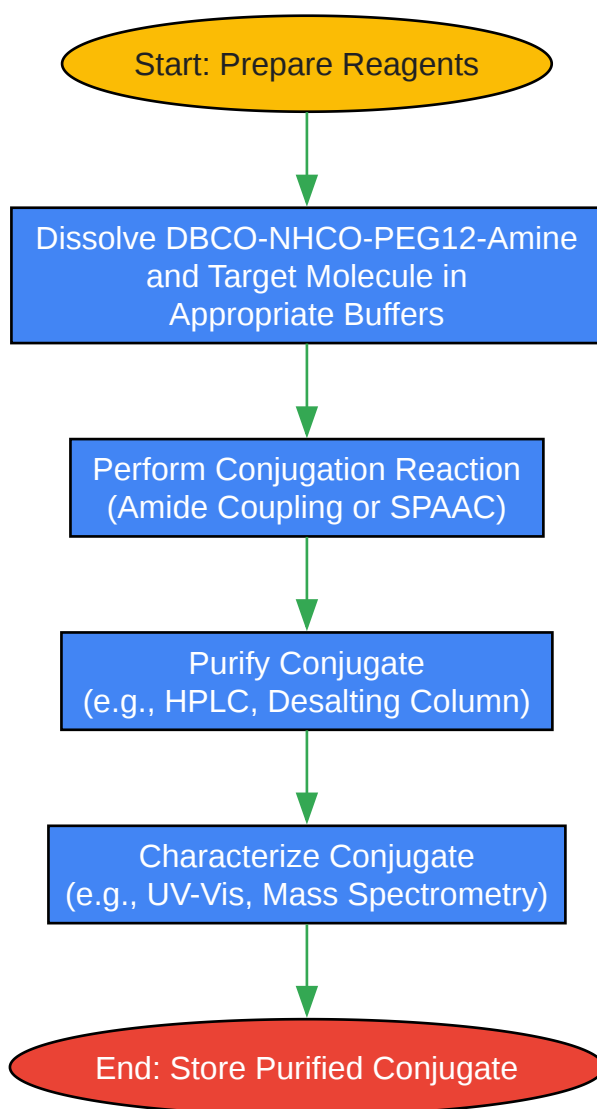 Start: Prepare Reagents
Dissolve DBCO-NHCO-PEG12-Amine
and Target Molecule in
Appropriate Buffers
Perform Conjugation Reaction
(Amide Coupling or SPAAC)
Purify Conjugate
(e.g., HPLC, Desalting Column)
Characterize Conjugate
(e.g., UV-Vis, Mass Spectrometry)
End: Store Purified Conjugate